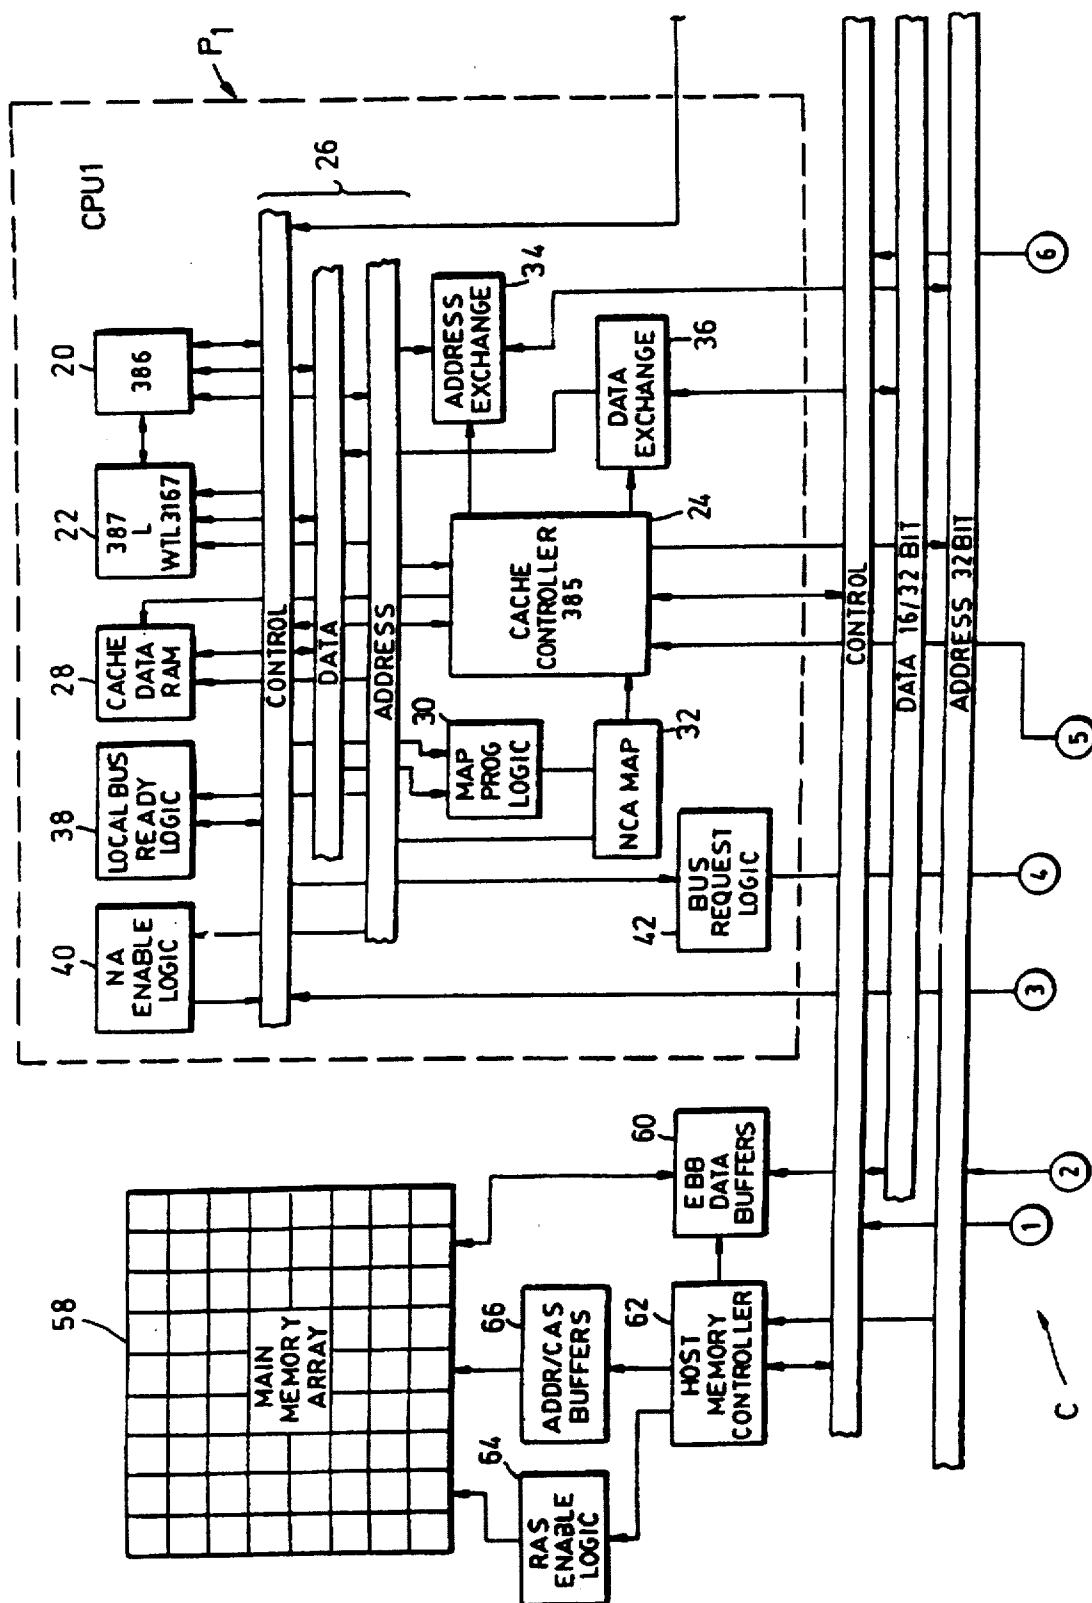 P1
CPU1
26
40
NA
ENABLE
LOGIC
38
LOCAL BUS
READY
LOGIC
28
CACHE
DATA
RAM
22
387
L
WTL3167
20
386
CONTROL
DATA
ADDRESS
30
MAP
PROG
LOGIC
32
NCA MAP
CACHE
CONTROLLER
385
24
ADDRESS
EXCHANGE
34
DATA
EXCHANGE
36
42
BUS
REQUEST
LOGIC
58
MAIN
MEMORY
ARRAY
64
RAS
ENABLE
LOGIC
66
ADDR/CAS
BUFFERS
62
HOST
MEMORY
CONTROLLER
60
EBB
DATA
BUFFERS
CONTROL
DATA 16/32 BIT
ADDRESS 32BIT
C
1
2
3
4
5
6